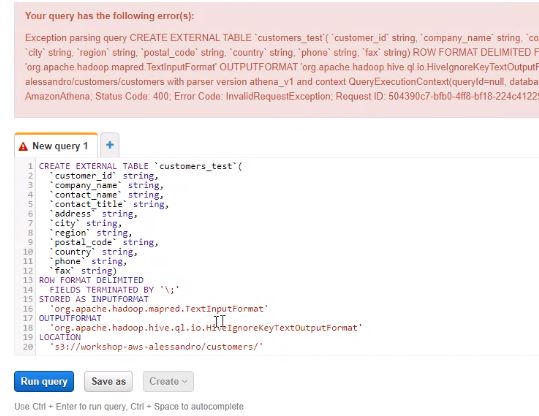 Your query has the following error(s):
Exception parsing query CREATE EXTERNAL TABLE `customers_test`( `customer_id` string, `company_name` string, `co
`city` string, `region` string, `postal_code` string, `country` string, `phone` string, `fax` string) ROW FORMAT DELIMITED F
'org.apache.hadoop.mapred.TextInputFormat' OUTPUTFORMAT 'org.apache.hadoop.hive.ql.io.HiveIgnoreKeyTextOutputF
alessandro/customers/customers with parser version athena_v1 and context QueryExecutionContext(queryId=null, databa
AmazonAthena; Status Code: 400; Error Code: InvalidRequestException; Request ID: 504390c7-bfb0-4ff8-bf18-224c41225
New query 1 +
1 CREATE EXTERNAL TABLE `customers_test`(
2 `customer_id` string,
3 `company_name` string,
4 `contact_name` string,
5 `contact_title` string,
6 `address` string,
7 `city` string,
8 `region` string,
9 `postal_code` string,
10 `country` string,
11 `phone` string,
12 `fax` string)
13 ROW FORMAT DELIMITED
14 FIELDS TERMINATED BY '\;'
15 STORED AS INPUTFORMAT
16 'org.apache.hadoop.mapred.TextInputFormat'
17 OUTPUTFORMAT
18 'org.apache.hadoop.hive.ql.io.HiveIgnoreKeyTextOutputFormat'
19 LOCATION
20 's3://workshop-aws-alessandro/customers/'
Run query Save as Create
Use Ctrl + Enter to run query, Ctrl + Space to autocomplete